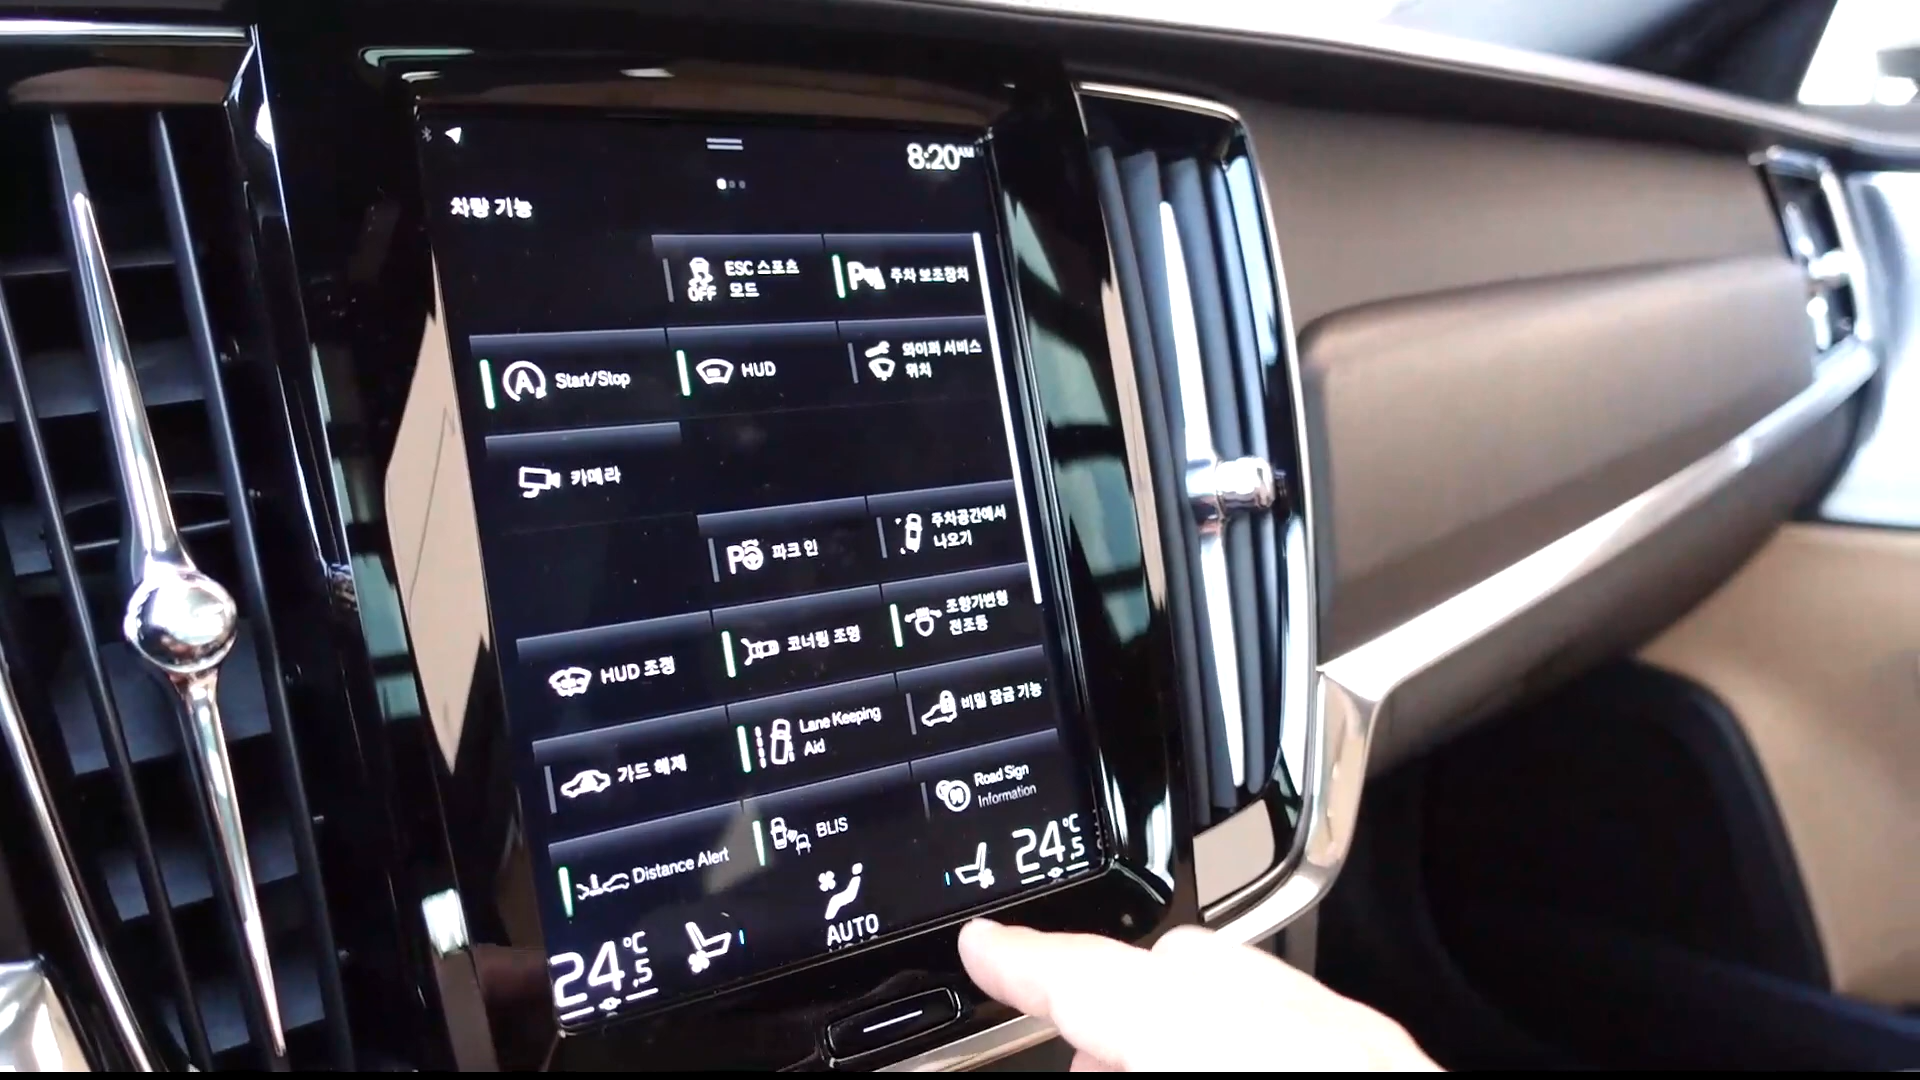 8:20AM
차량 기능
OFF
ESC 스포츠
모드
주차 보조장치
A
Start/Stop
HUD
와이퍼 서비스
위치
카메라
P
파크 인
주차공간에서
나오기
HUD 조정
코너링 조명
조향가변형
전조등
가드 해제
Lane Keeping
Aid
비밀 잠금 기능
Distance Alert
BLIS
Road Sign
Information
24.5°C
AUTO
24.5°C